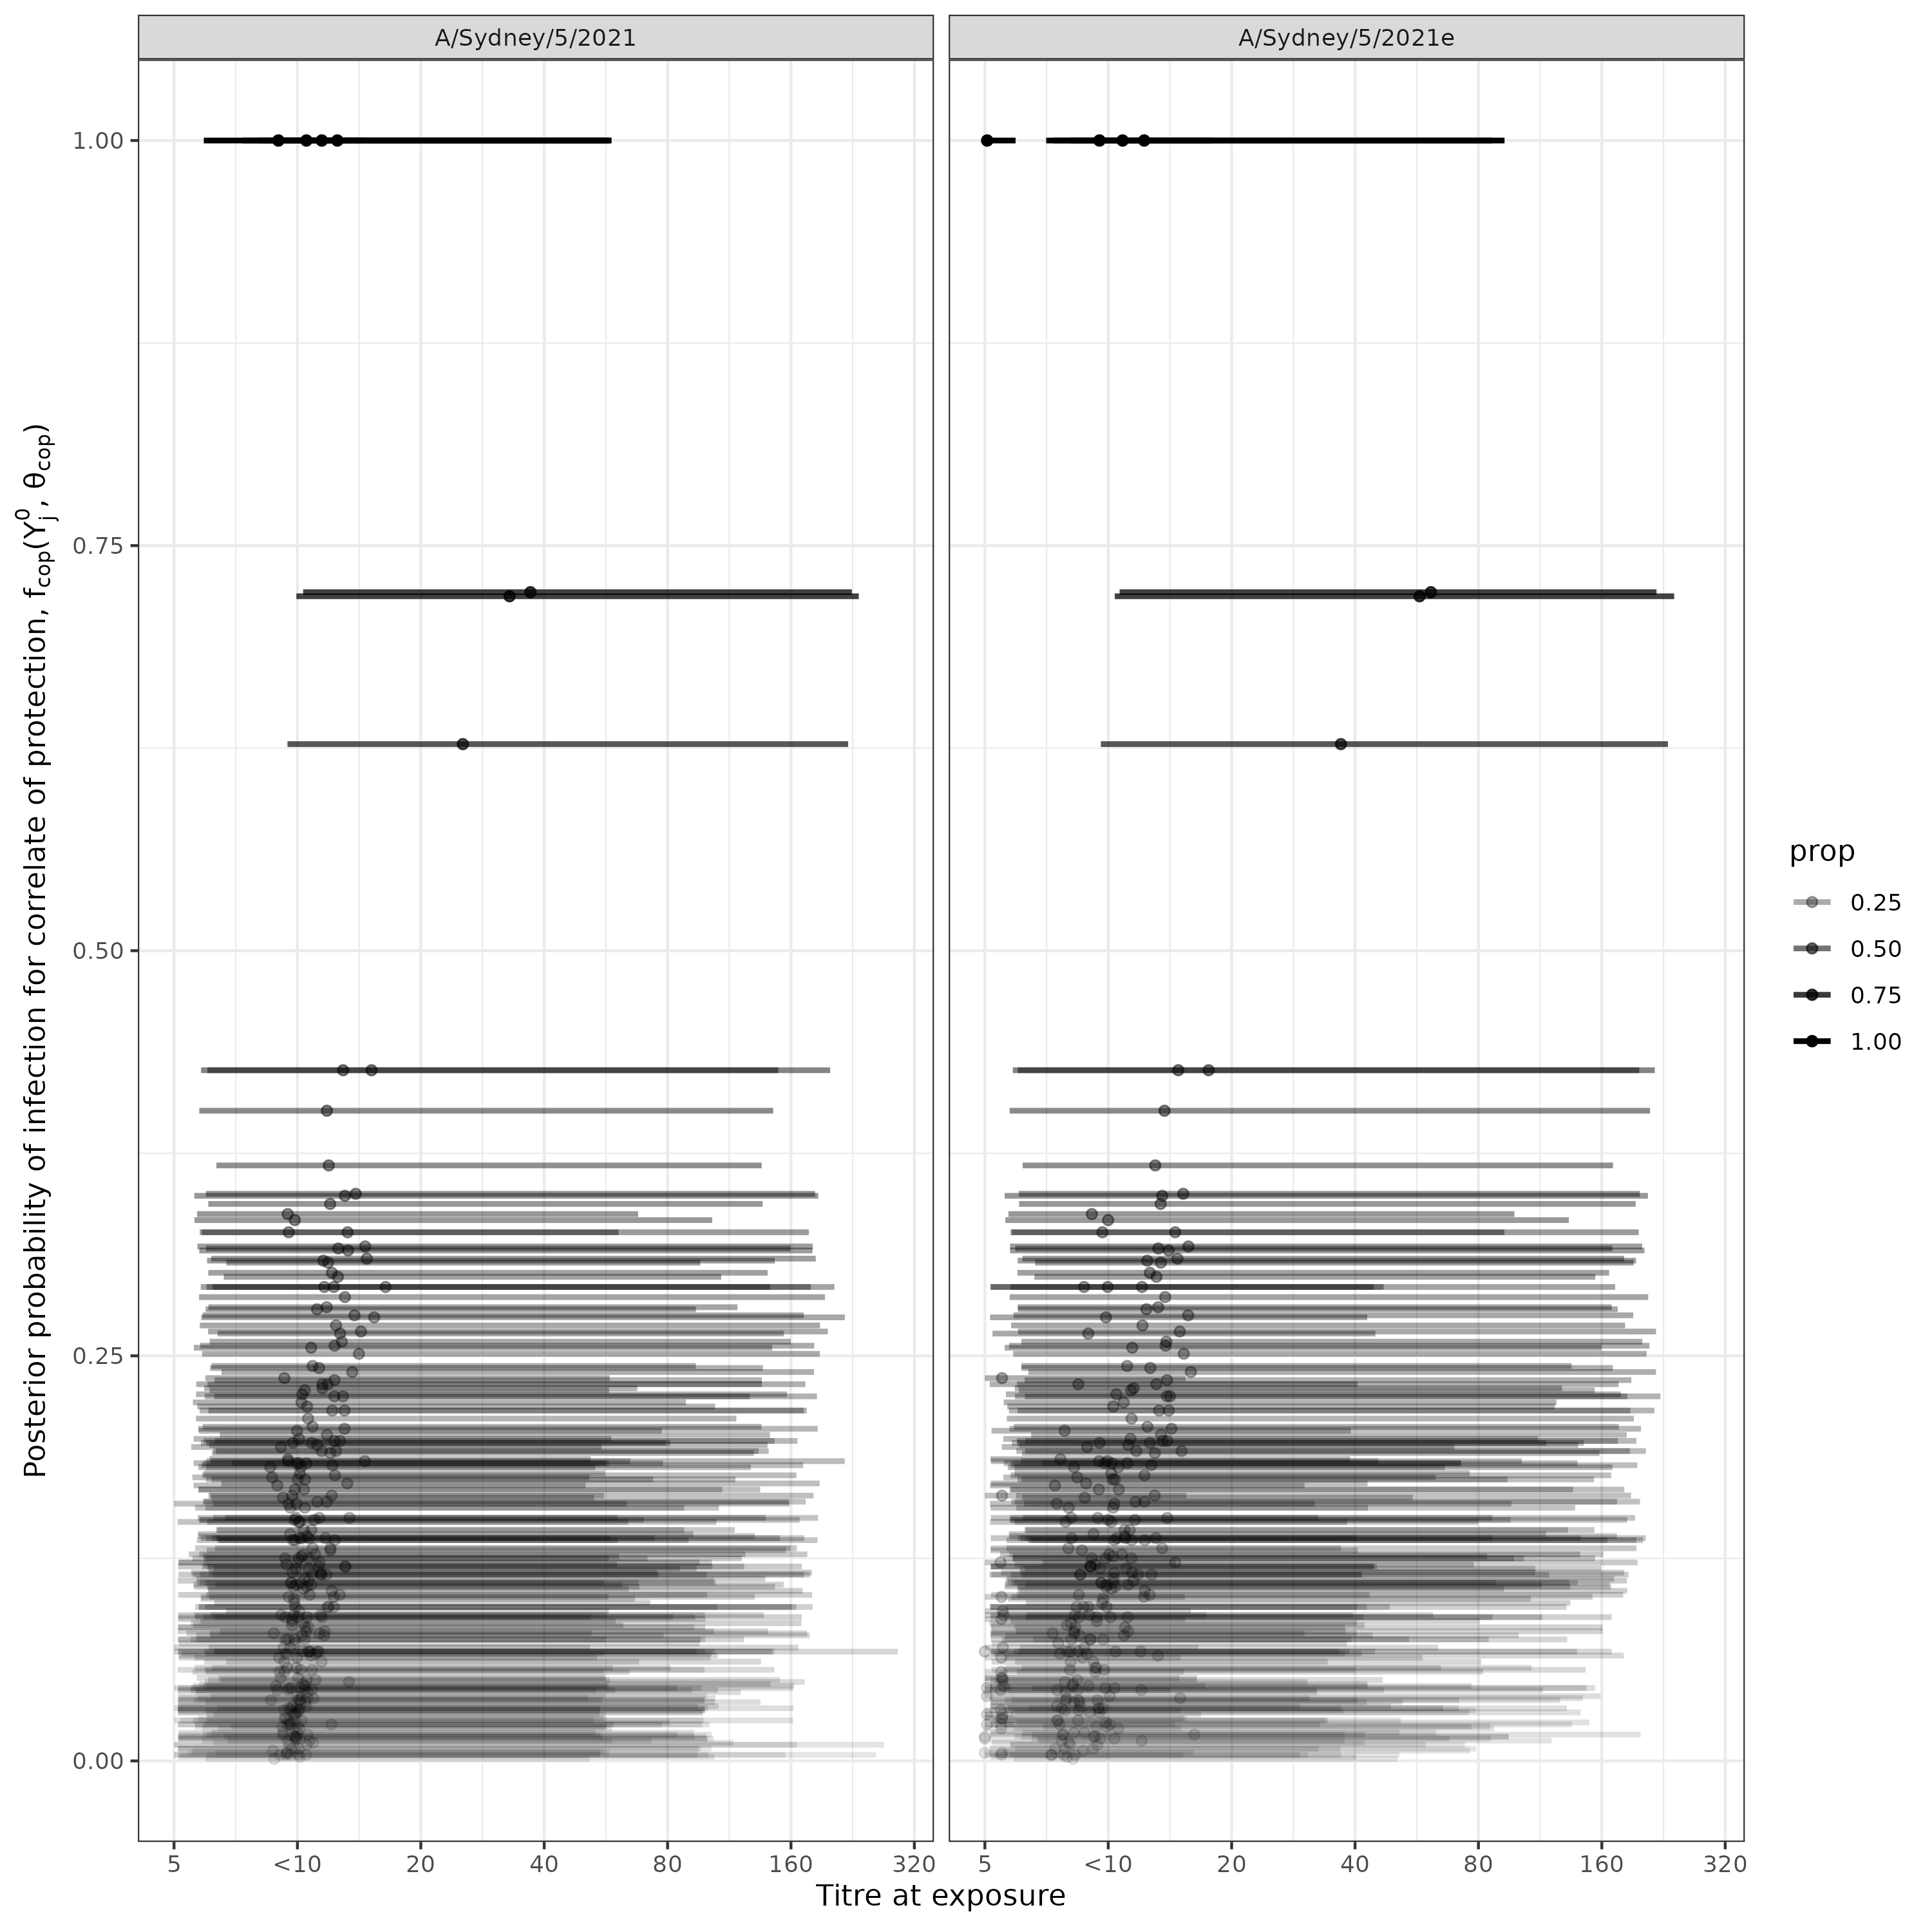 A/Sydney/5/2021
A/Sydney/5/2021e
Posterior probability of infection for correlate of protection, f_cop(Y_j^0, θ_cop)
1.00
0.75
0.50
0.25
0.00
5 <10 20 40 80 160 320
5 <10 20 40 80 160 320
Titre at exposure
prop
0.25
0.50
0.75
1.00